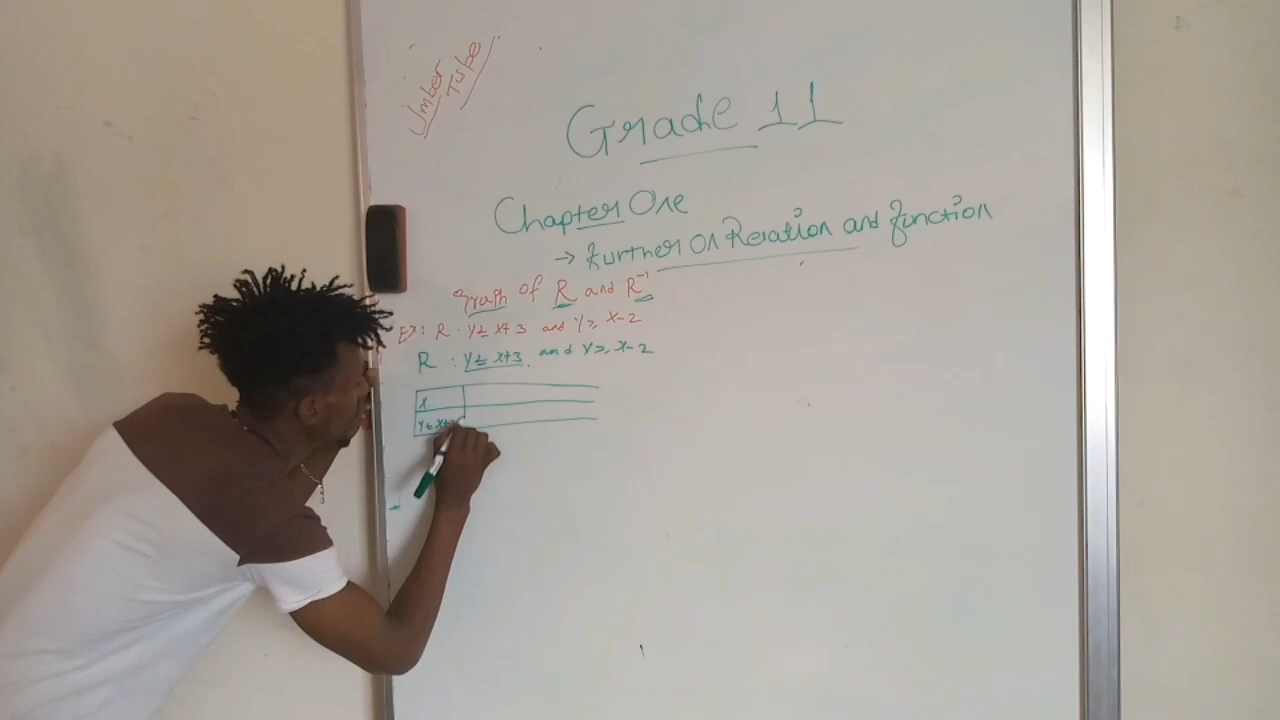 Umber
Tube
Grade 11
Chapter One
→ Further on Relation and function
graph of R and R⁻¹
Ex: R : y ≤ x+3 and y ≥ x-2
R : y ≤ x+3, and y ≥ x-2
x
y ≤ x+3